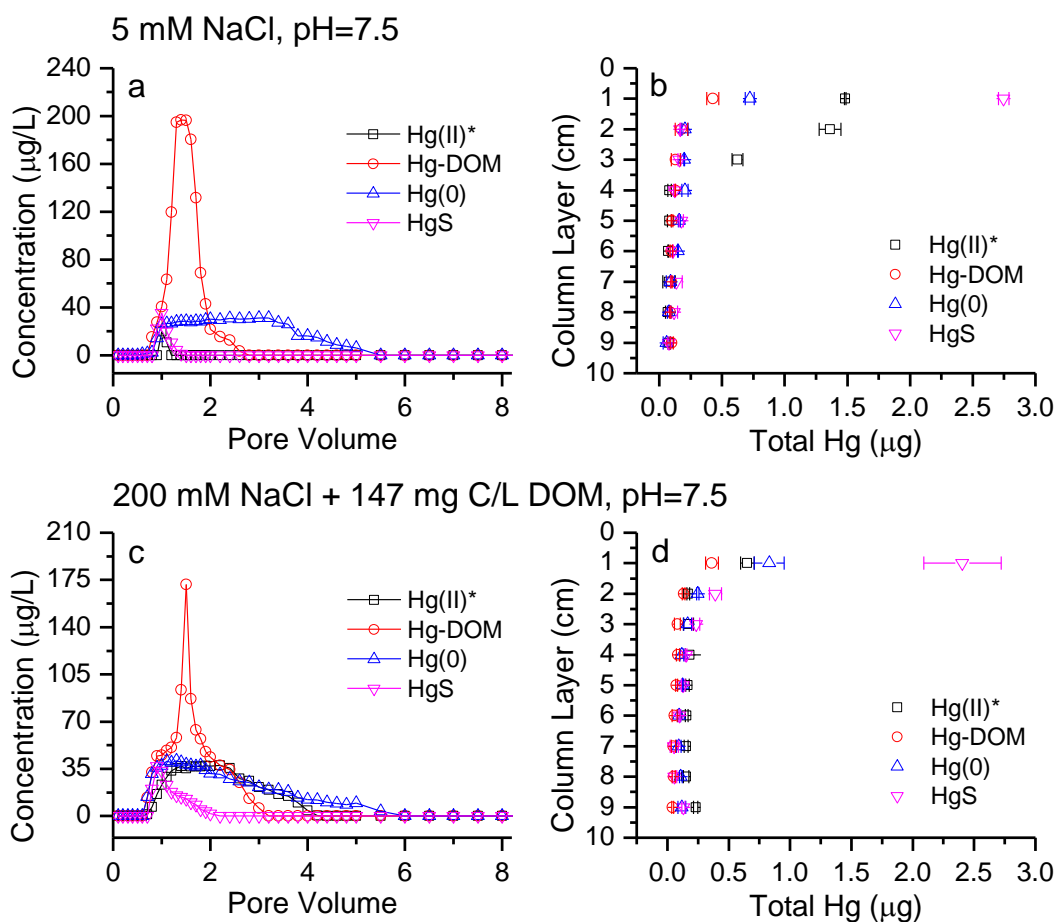 5 mM NaCl, pH=7.5
a
240
200
160
120
80
40
0
Concentration (μg/L)
Hg(II)*
Hg-DOM
Hg(0)
HgS
0 2 4 6 8
Pore Volume
b
0
1
2
3
4
5
6
7
8
9
10
Column Layer (cm)
Hg(II)*
Hg-DOM
Hg(0)
HgS
0.0 0.5 1.0 1.5 2.0 2.5 3.0
Total Hg (μg)
200 mM NaCl + 147 mg C/L DOM, pH=7.5
c
210
175
140
105
70
35
0
Concentration (μg/L)
Hg(II)*
Hg-DOM
Hg(0)
HgS
0 2 4 6 8
Pore Volume
d
0
1
2
3
4
5
6
7
8
9
10
Column Layer (cm)
Hg(II)*
Hg-DOM
Hg(0)
HgS
0.0 0.5 1.0 1.5 2.0 2.5 3.0
Total Hg (μg)